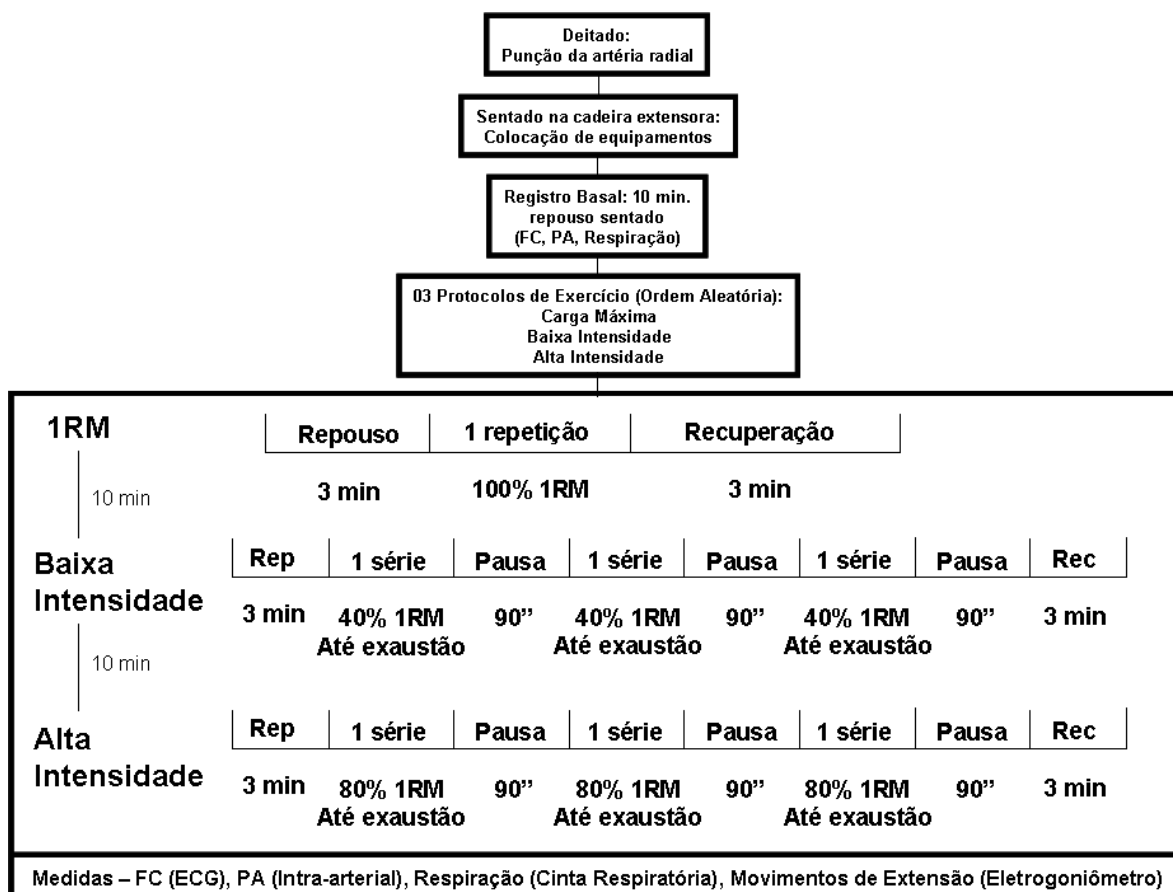 Deitado:
Punção da artéria radial
Sentado na cadeira extensora:
Colocação de equipamentos
Registro Basal: 10 min.
repouso sentado
(FC, PA, Respiração)
03 Protocolos de Exercício (Ordem Aleatória):
Carga Máxima
Baixa Intensidade
Alta Intensidade
1RM
Repouso 1 repetição Recuperação
3 min 100% 1RM 3 min
10 min
Baixa
Intensidade
Rep 1 série Pausa 1 série Pausa 1 série Pausa Rec
3 min 40% 1RM 90” 40% 1RM 90” 40% 1RM 90” 3 min
Até exaustão Até exaustão Até exaustão
10 min
Alta
Intensidade
Rep 1 série Pausa 1 série Pausa 1 série Pausa Rec
3 min 80% 1RM 90” 80% 1RM 90” 80% 1RM 90” 3 min
Até exaustão Até exaustão Até exaustão
Medidas – FC (ECG), PA (Intra-arterial), Respiração (Cinta Respiratória), Movimentos de Extensão (Eletrogoniômetro)